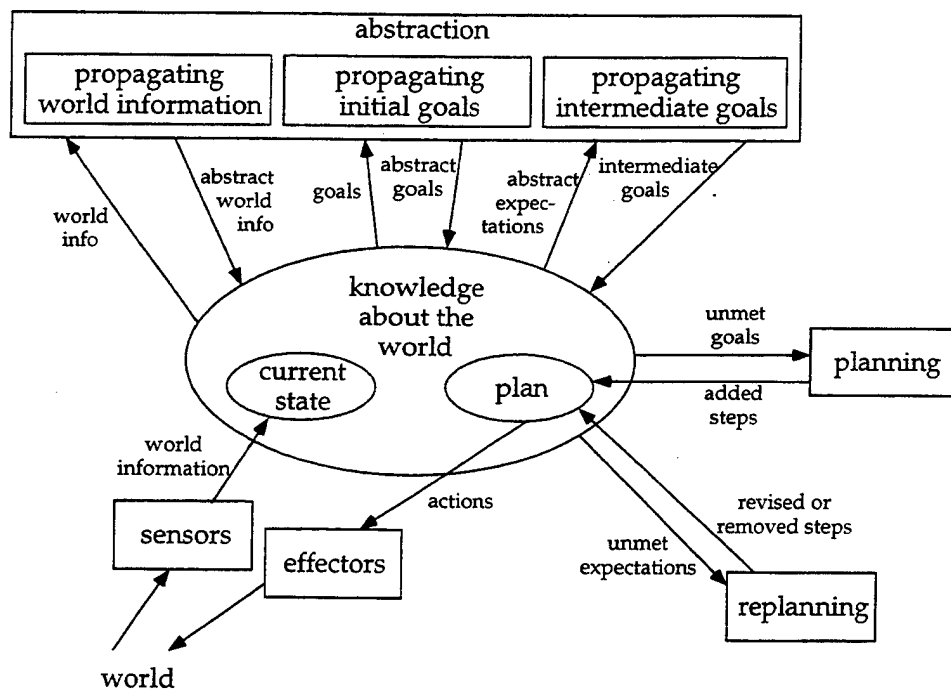 abstraction
propagating
world information
propagating
initial goals
propagating
intermediate goals
world
info
abstract
world
info
goals
abstract
goals
abstract
expec-
tations
intermediate
goals
knowledge
about the
world
current
state
plan
unmet
goals
planning
added
steps
world
information
sensors
actions
effectors
revised or
removed steps
unmet
expectations
replanning
world